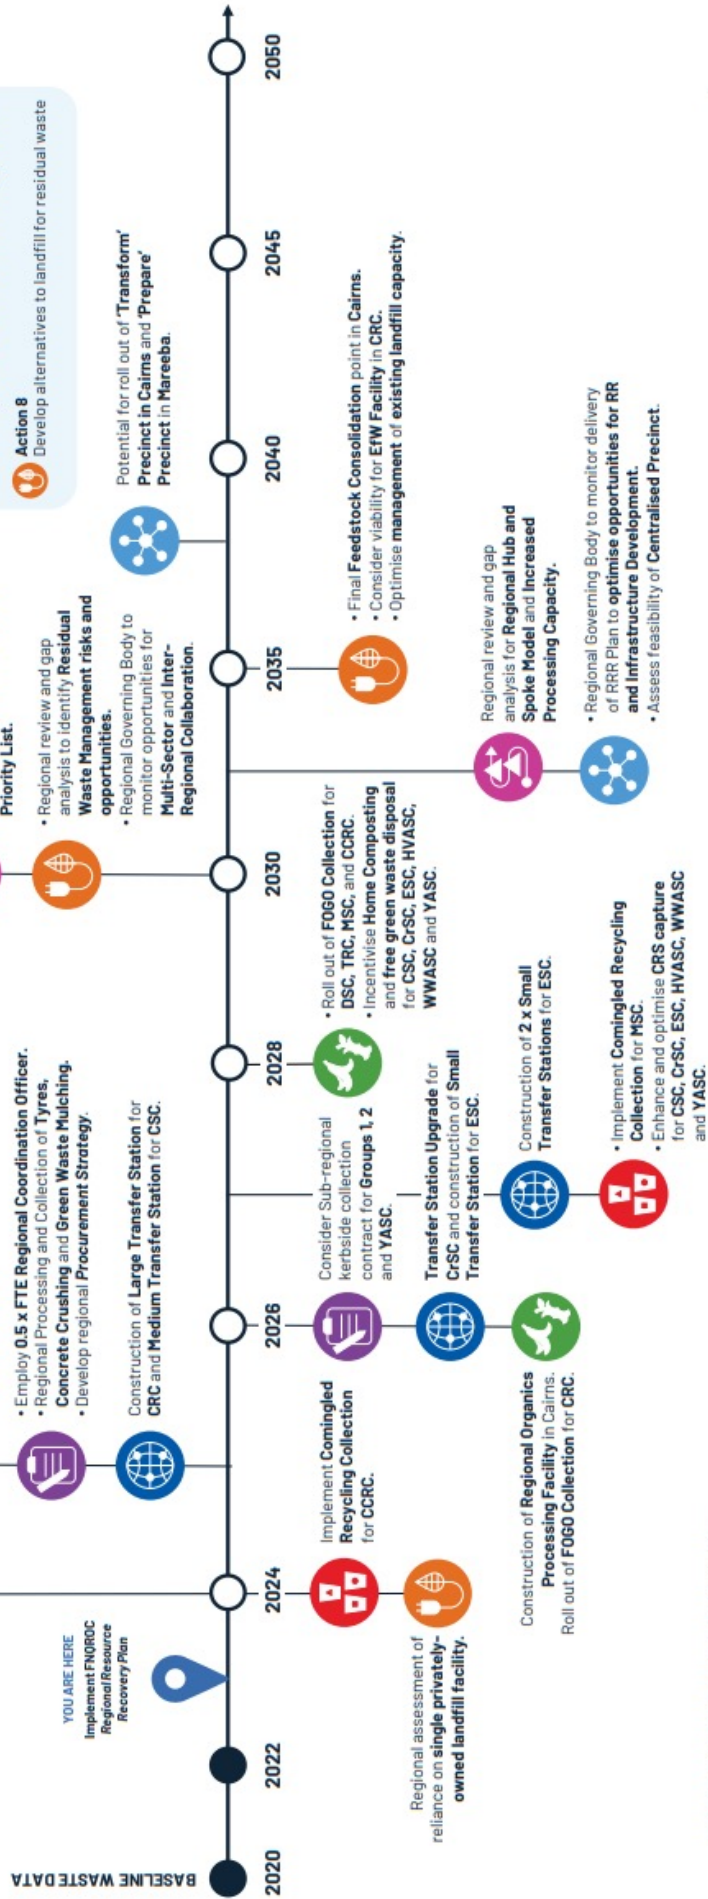 Action 8
Develop alternatives to landfill for residual waste
Priority List.
• Regional review and gap
analysis to identify Residual
Waste Management risks and
opportunities.
• Regional Governing Body to
monitor opportunities for
Multi-Sector and Inter-
Regional Collaboration.
Potential for roll out of 'Transform'
Precinct in Cairns and 'Prepare'
Precinct in Mareeba.
• Employ 0.5 x FTE Regional Coordination Officer.
• Regional Processing and Collection of Tyres,
Concrete Crushing and Green Waste Mulching.
• Develop regional Procurement Strategy.
Construction of Large Transfer Station for
CRC and Medium Transfer Station for CSC.
YOU ARE HERE
Implement FNQROC
Regional Resource
Recovery Plan
BASELINE WASTE DATA
2020
2022
2024
2026
2028
2030
2035
2040
2045
2050
Implement Comingled
Recycling Collection
for CCRC.
Regional assessment of
reliance on single privately-
owned landfill facility.
Consider Sub-regional
kerbside collection
contract for Groups 1, 2
and YASC.
Transfer Station Upgrade for
CrSC and construction of Small
Transfer Station for ESC.
Construction of Regional Organics
Processing Facility in Cairns.
Roll out of FOGO Collection for CRC.
Construction of 2 x Small
Transfer Stations for ESC.
• Implement Comingled Recycling
Collection for MSC.
• Enhance and optimise CRS capture
for CSC, CrSC, ESC, HVASC, WWASC
and YASC.
• Roll out of FOGO Collection for
DSC, TRC, MSC, and CCRC.
• Incentivise Home Composting
and free green waste disposal
for CSC, CrSC, ESC, HVASC,
WWASC and YASC.
Regional review and gap
analysis for Regional Hub and
Spoke Model and Increased
Processing Capacity.
• Regional Governing Body to monitor delivery
of RRR Plan to optimise opportunities for RR
and Infrastructure Development.
• Assess feasibility of Centralised Precinct.
• Final Feedstock Consolidation point in Cairns.
• Consider viability for EfW Facility in CRC.
• Optimise management of existing landfill capacity.